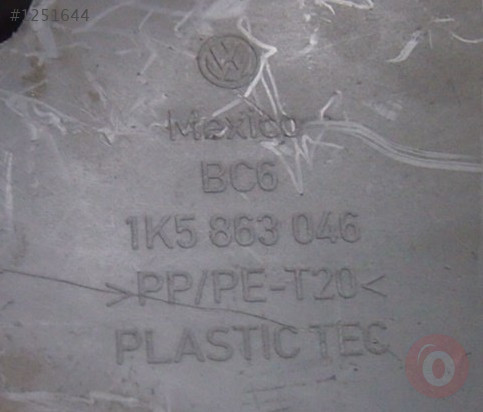 #1251644
Mexico
BC6
1K5 863 046
>PP/PE-T20<
PLASTIC TEC